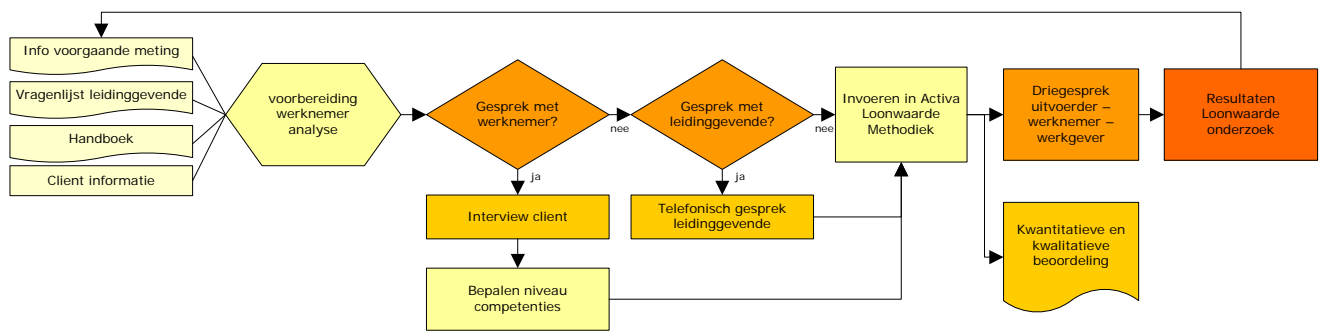 Info voorgaande meting
Vragenlijst leidinggevende
Handboek
Client informatie
voorbereiding
werknemer
analyse
Gesprek met
werknemer?
nee
ja
Interview client
Bepalen niveau
competenties
Gesprek met
leidinggevende?
nee
ja
Telefonisch gesprek
leidinggevende
Invoeren in Activa
Loonwaarde
Methodiek
Driegesprek
uitvoerder –
werknemer –
werkgever
Kwantitatieve en
kwalitatieve
beoordeling
Resultaten
Loonwaarde
onderzoek